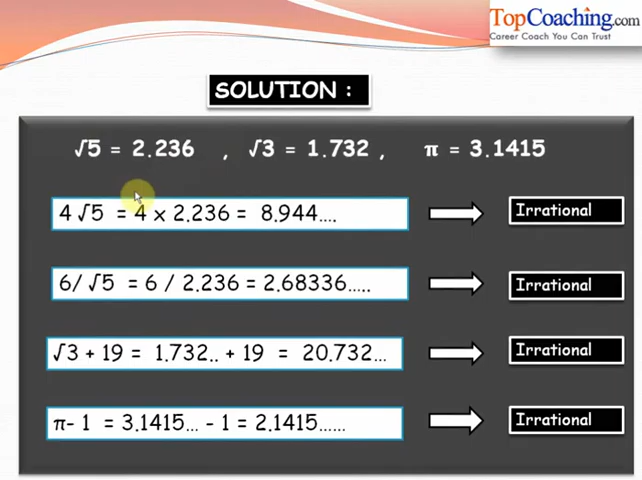 TopCoaching.com
Career Coach You Can Trust
SOLUTION :
√5 = 2.236 , √3 = 1.732 , π = 3.1415
4 √5 = 4 x 2.236 = 8.944.... Irrational
6/ √5 = 6 / 2.236 = 2.68336..... Irrational
√3 + 19 = 1.732.. + 19 = 20.732... Irrational
π- 1 = 3.1415... - 1 = 2.1415...... Irrational